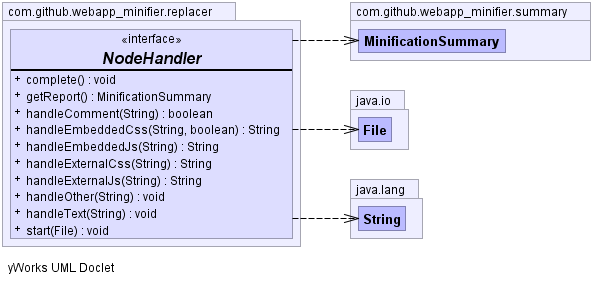 com.github.webapp_minifier.replacer
«interface»
NodeHandler
+ complete() : void
+ getReport() : MinificationSummary
+ handleComment(String) : boolean
+ handleEmbeddedCss(String, boolean) : String
+ handleEmbeddedJs(String) : String
+ handleExternalCss(String) : String
+ handleExternalJs(String) : String
+ handleOther(String) : void
+ handleText(String) : void
+ start(File) : void
com.github.webapp_minifier.summary
MinificationSummary
java.io
File
java.lang
String
yWorks UML Doclet